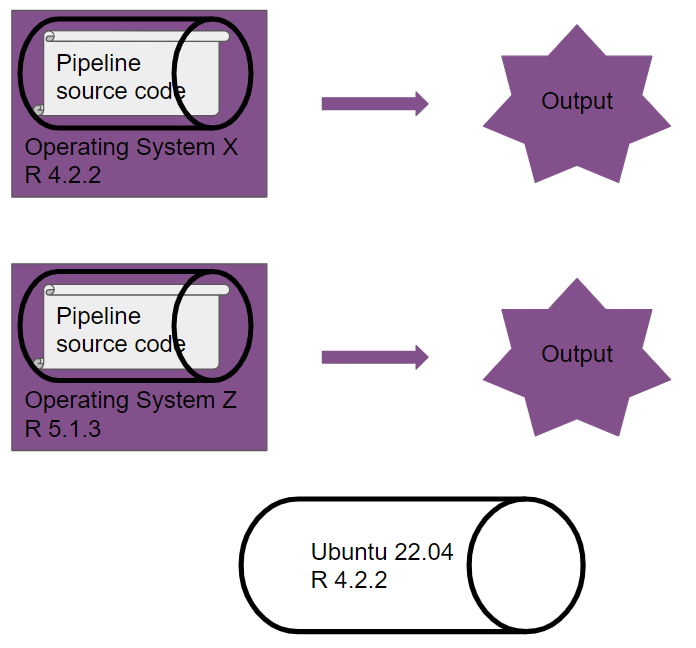 Pipeline
source code
Operating System X
R 4.2.2
Output
Pipeline
source code
Operating System Z
R 5.1.3
Output
Ubuntu 22.04
R 4.2.2